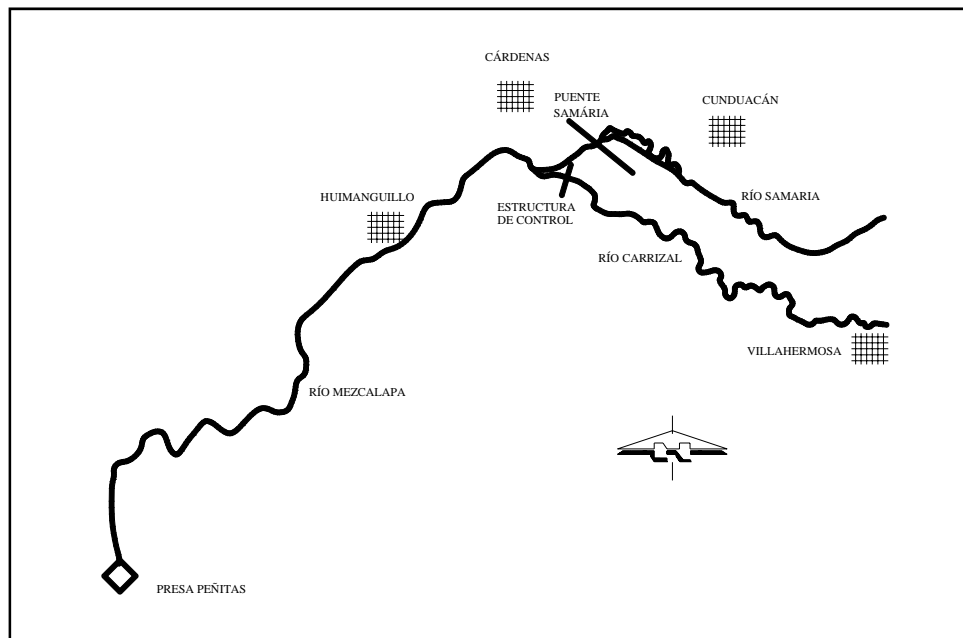 CÁRDENAS
PUENTE
SAMÁRIA
CUNDUACÁN
HUIMANGUILLO
RÍO SAMARIA
ESTRUCTURA
DE CONTROL
RÍO CARRIZAL
VILLAHERMOSA
RÍO MEZCALAPA
PRESA PEÑITAS